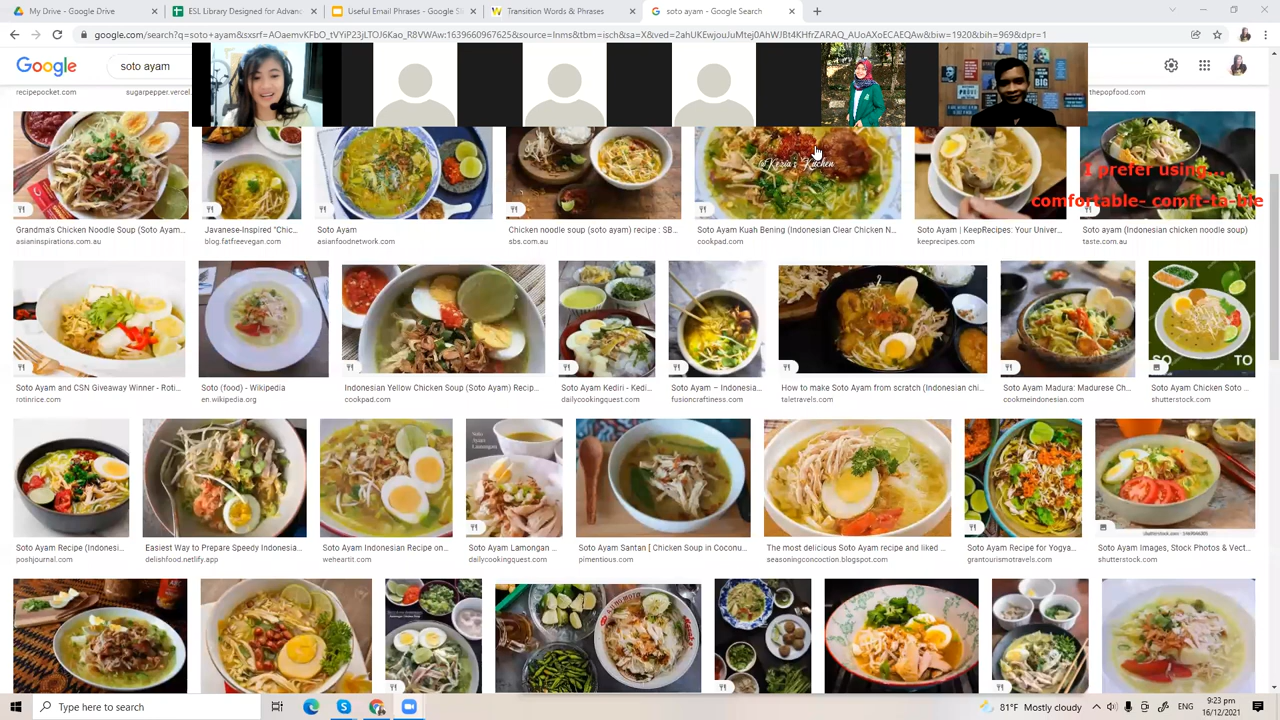 My Drive - Google Drive
ESL Library Designed for Advan
Useful Email Phrases - Google S
Transition Words & Phrases
soto ayam - Google Search
google.com/search?q=soto+ayam&sxsrf=AOaemvKFbO_tVYiP23jLTOJ6Kao_R8VWAw:1639660967625&source=lnms&tbm=isch&sa=X&ved=2ahUKEwjouJuMtej0AhWJBt4KHfrZARAQ_AUoAXoECAEQAw&biw=1920&bih=969&dpr=1
Google
soto ayam
recipepocket.com
sugarpepper.vercel.
thepopfood.com
@Kezia's Kitchen
I prefer using...
comfortable- comft-ta-ble
Grandma's Chicken Noodle Soup (Soto Ayam...
Javanese-Inspired "Chic...
Soto Ayam
Chicken noodle soup (soto ayam) recipe : SB...
Soto Ayam Kuah Bening (Indonesian Clear Chicken N...
Soto Ayam | KeepRecipes: Your Univer...
Soto ayam (Indonesian chicken noodle soup)
asianinspirations.com.au
blog.fatfreevegan.com
asianfoodnetwork.com
sbs.com.au
cookpad.com
keeprecipes.com
taste.com.au
SO TO
Soto Ayam and CSN Giveaway Winner - Roti...
Soto (food) - Wikipedia
Indonesian Yellow Chicken Soup (Soto Ayam) Recip...
Soto Ayam Kediri - Kedi...
Soto Ayam – Indonesia...
How to make Soto Ayam from scratch (Indonesian chi...
Soto Ayam Madura: Madurese Ch...
Soto Ayam Chicken Soto ...
rotinrice.com
en.wikipedia.org
cookpad.com
dailycookingquest.com
fusioncraftiness.com
taletravels.com
cookmeindonesian.com
shutterstock.com
Soto
Ayam
Lamongan
Soto Ayam Recipe (Indonesi...
Easiest Way to Prepare Speedy Indonesia...
Soto Ayam Indonesian Recipe on...
Soto Ayam Lamongan ...
Soto Ayam Santan [ Chicken Soup in Coconu...
The most delicious Soto Ayam recipe and liked ...
Soto Ayam Recipe for Yogya...
Soto Ayam Images, Stock Photos & Vect...
poshjournal.com
delishfood.netlify.app
weheartit.com
dailycookingquest.com
pimentious.com
seasoningconcoction.blogspot.com
grantourismotravels.com
shutterstock.com
Type here to search
81°F Mostly cloudy
ENG
9:23 pm
16/12/2021